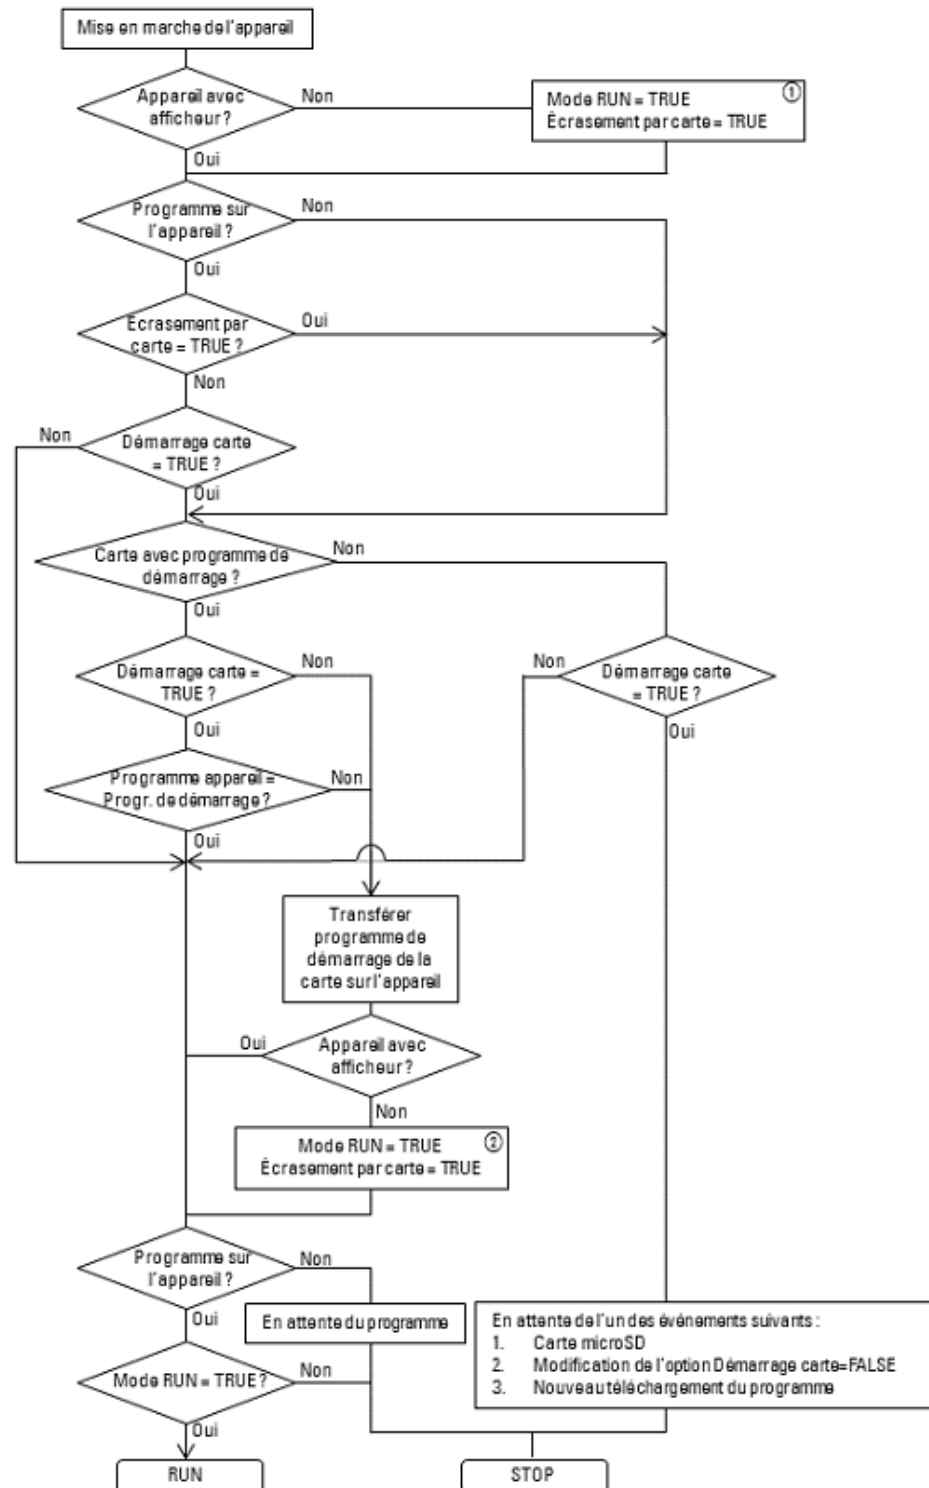 Mise en marche de l'appareil
Appareil avec
afficheur ?
Non
Oui
①
Mode RUN = TRUE
Écrasement par carte = TRUE
Programme sur
l'appareil ?
Non
Oui
Écrasement par
carte = TRUE ?
Oui
Non
Non
Démarrage carte
= TRUE ?
Oui
Carte avec programme de
démarrage ?
Non
Oui
Démarrage carte =
TRUE ?
Non
Non
Démarrage carte
= TRUE ?
Oui
Oui
Programme appareil =
Progr. de démarrage ?
Non
Oui
Transférer
programme de
démarrage de la
carte sur l'appareil
Oui
Appareil avec
afficheur ?
Non
Mode RUN = TRUE
②
Écrasement par carte = TRUE
Programme sur
l'appareil ?
Non
Oui
En attente du programme
En attente de l'un des événements suivants :
1. Carte microSD
2. Modification de l'option Démarrage carte=FALSE
3. Nouveau téléchargement du programme
Mode RUN = TRUE ?
Non
Oui
RUN
STOP